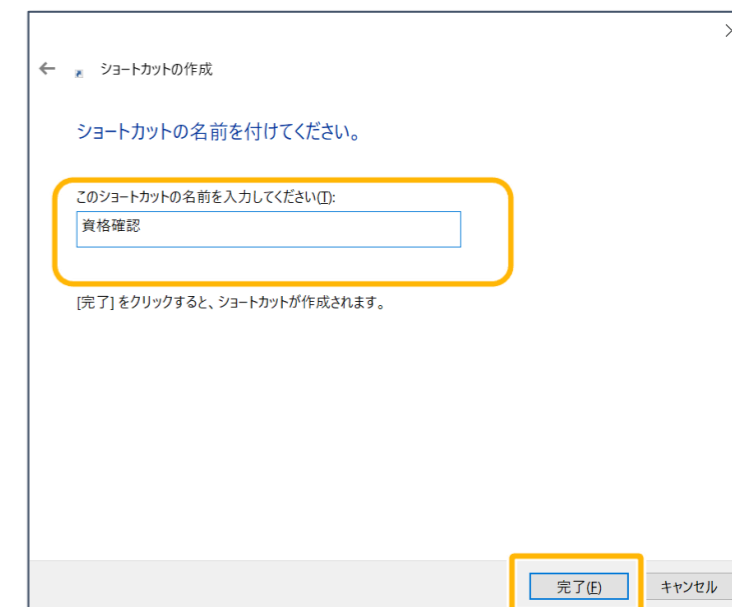 ショートカットの作成
ショートカットの名前を付けてください。
このショートカットの名前を入力してください(T):
資格確認
[完了] をクリックすると、ショートカットが作成されます。
完了(F)
キャンセル